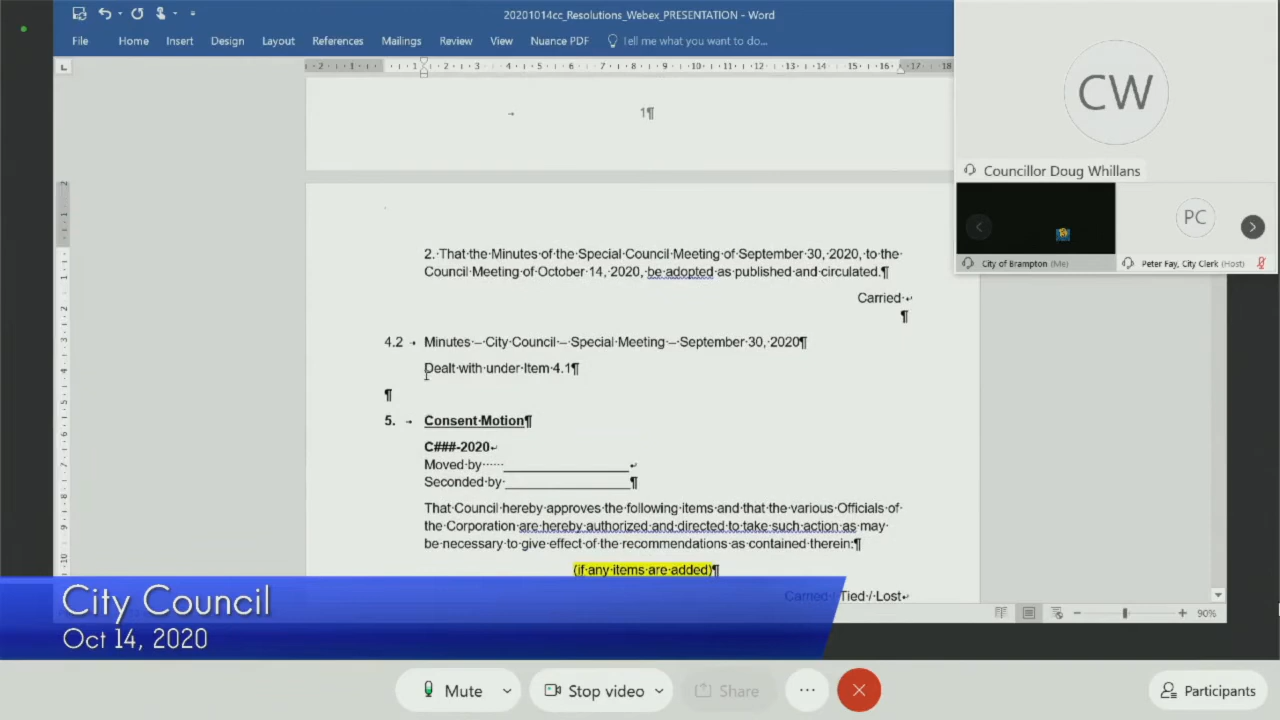 20201014cc_Resolutions_Webex_PRESENTATION - Word
File Home Insert Design Layout References Mailings Review View Nuance PDF Tell me what you want to do...
1¶
2. That the Minutes of the Special Council Meeting of September 30, 2020, to the
Council Meeting of October 14, 2020, be adopted as published and circulated.¶
Carried
¶
4.2 Minutes – City Council – Special Meeting – September 30, 2020¶
Dealt with under Item 4.1¶
¶
5. Consent Motion¶
C###-2020
Moved by ____________________
Seconded by ____________________¶
That Council hereby approves the following items and that the various Officials of
the Corporation are hereby authorized and directed to take such action as may
be necessary to give effect of the recommendations as contained therein:¶
(if any items are added)¶
Carried / Tied / Lost
90%
CW
Councillor Doug Whillans
PC
City of Brampton (Me)
Peter Fay, City Clerk (Host)
City Council
Oct 14, 2020
Mute
Stop video
Share
Participants